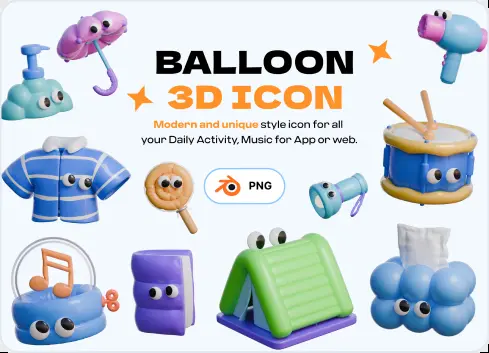 BALLOON
3D ICON
Modern and unique style icon for all
your Daily Activity, Music for App or web.
PNG